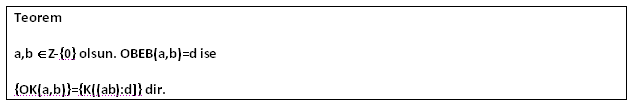 Teorem
a,b ∈Z-{0} olsun. OBEB(a,b)=d ise
{OK(a,b)}={K((ab):d]} dir.